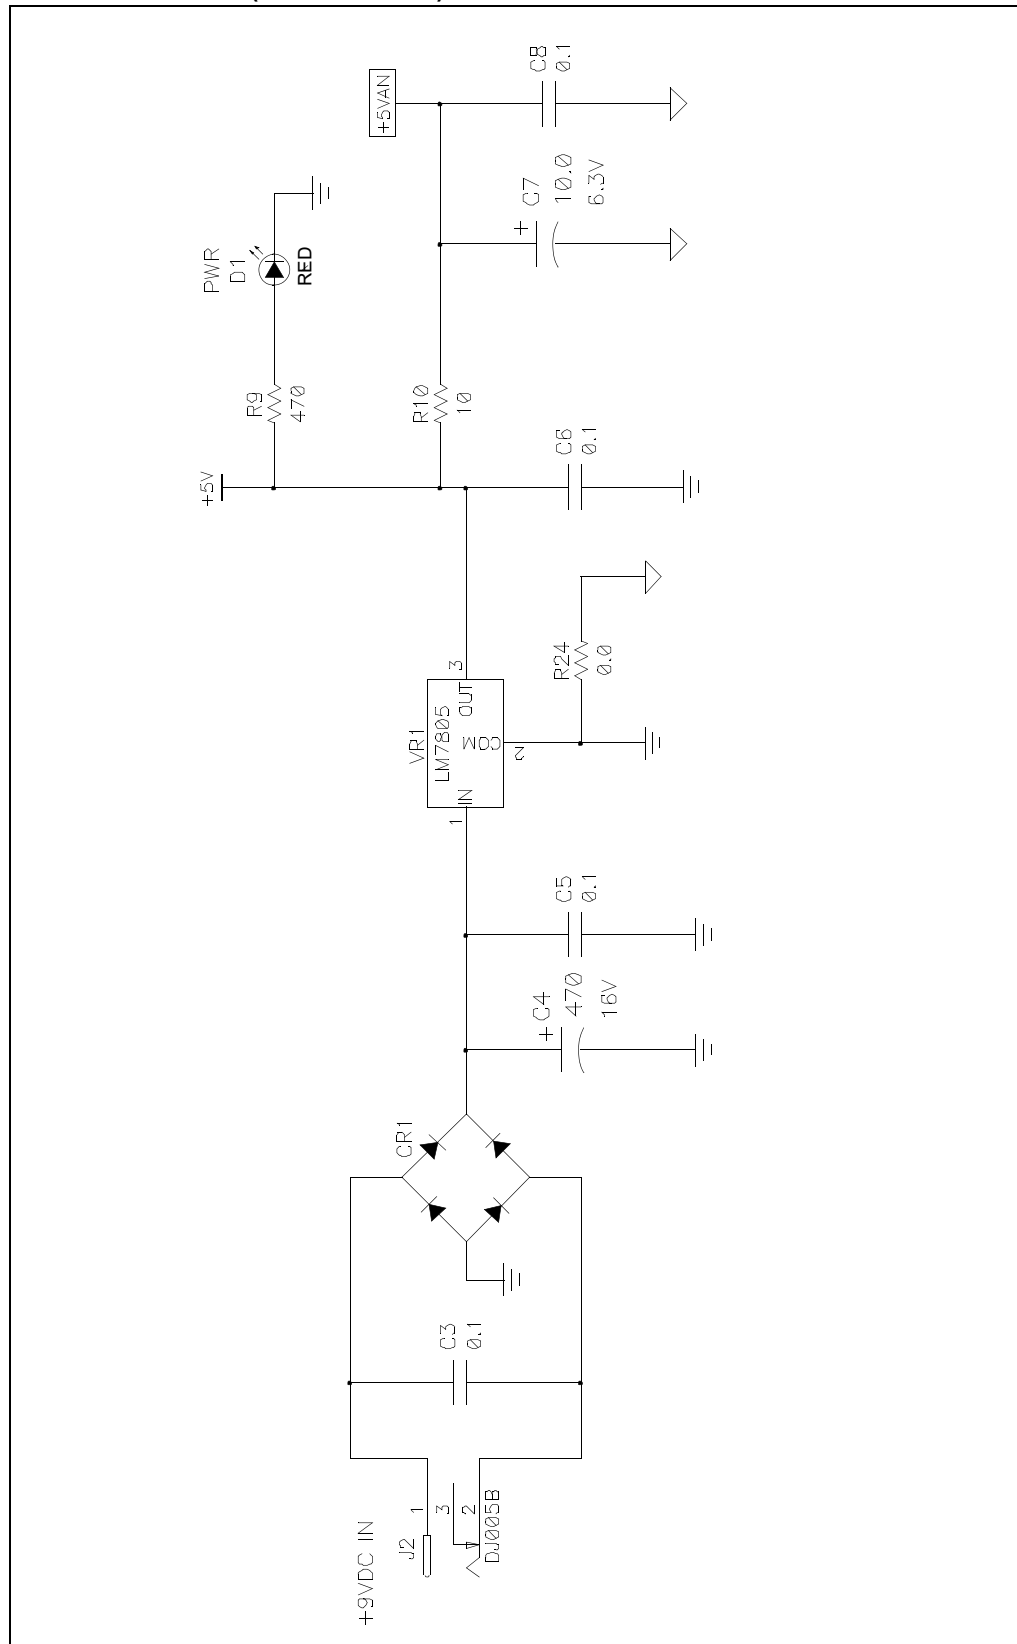 +9VDC IN
J2
1
3
2
DJ005B
C3
0.1
CR1
+
C4
470
16V
C5
0.1
VR1
LM7805
1
IN
COM
2
OUT
3
R24
0.0
C6
0.1
+5V
R9
470
PWR
D1
RED
R10
10
+5VAN
+
C7
10.0
6.3V
C8
0.1